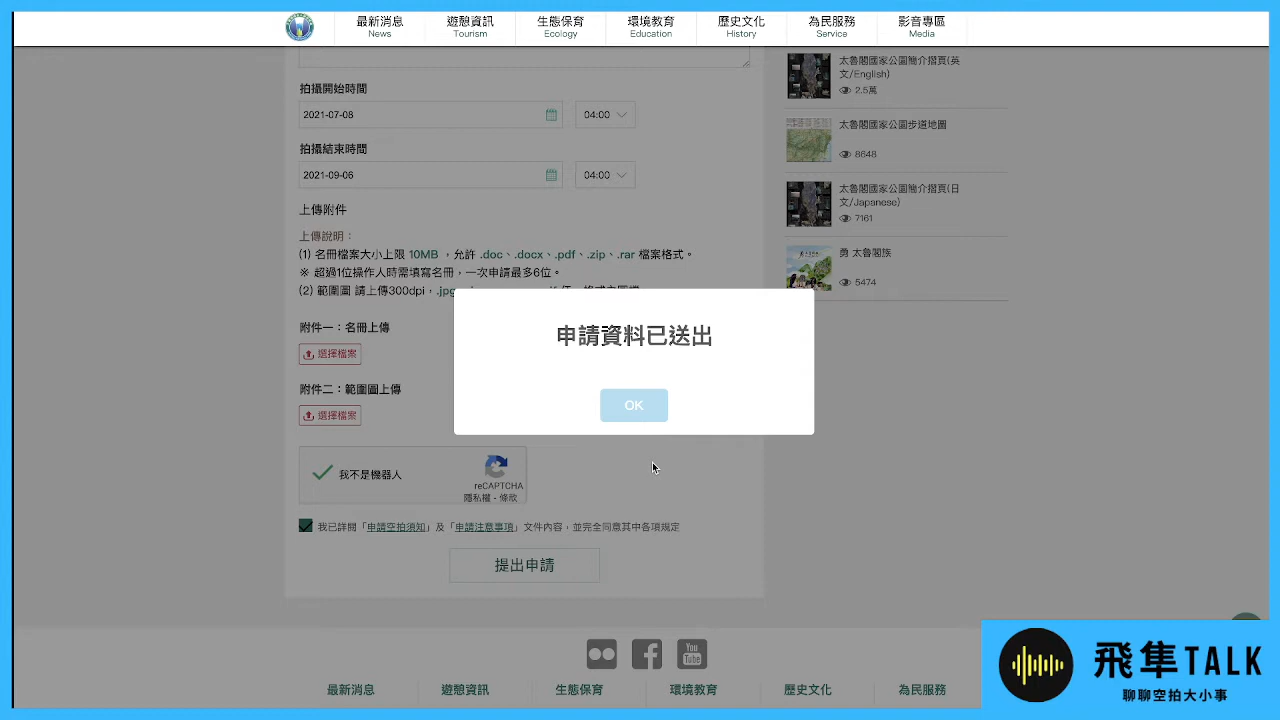 最新消息 遊憩資訊 生態保育 環境教育 歷史文化 為民服務 影音專區
News Tourism Ecology Education History Service Media
太魯閣國家公園簡介摺頁(英
文/English)
2.5萬
太魯閣國家公園步道地圖
8648
太魯閣國家公園簡介摺頁(日
文/Japanese)
7161
勇 太魯閣族
5474
拍攝開始時間
2021-07-08 04:00
拍攝結束時間
2021-09-06 04:00
上傳附件
上傳說明：
(1) 名冊檔案大小上限 10MB ，允許 .doc、.docx、.pdf、.zip、.rar 檔案格式。
※ 超過1位操作人時需填寫名冊，一次申請最多6位。
(2) 範圍圖 請上傳300dpi，
附件一：名冊上傳
選擇檔案
附件二：範圍圖上傳
選擇檔案
申請資料已送出
OK
我不是機器人
reCAPTCHA
隱私權 - 條款
我已詳閱「申請空拍須知」及「申請注意事項」文件內容，並完全同意其中各項規定
提出申請
You
Tube
最新消息 遊憩資訊 生態保育 環境教育 歷史文化 為民服務
飛隼TALK
聊聊空拍大小事